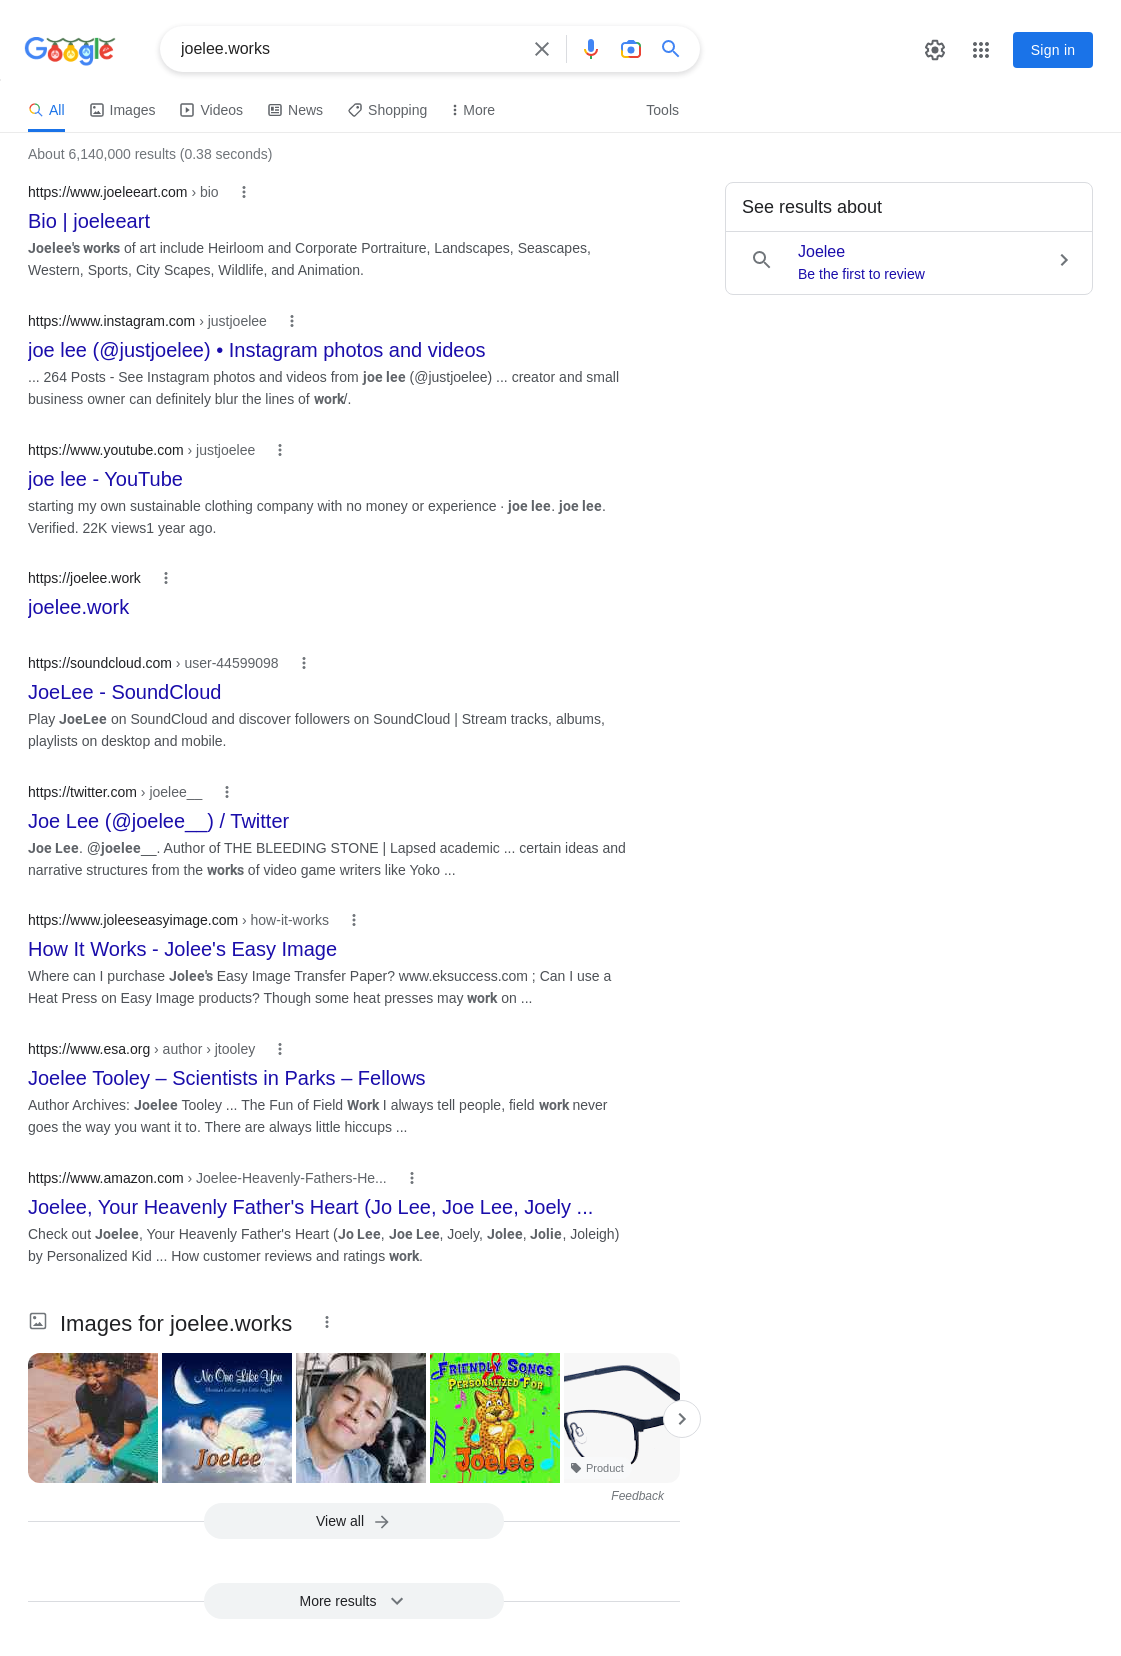 Google
joelee.works
Sign in
All
Images
Videos
News
Shopping
More
Tools
About 6,140,000 results (0.38 seconds)
https://www.joeleeart.com › bio
Bio | joeleeart
Joelee's works of art include Heirloom and Corporate Portraiture, Landscapes, Seascapes,
Western, Sports, City Scapes, Wildlife, and Animation.
See results about
Joelee
Be the first to review
https://www.instagram.com › justjoelee
joe lee (@justjoelee) • Instagram photos and videos
... 264 Posts - See Instagram photos and videos from joe lee (@justjoelee) ... creator and small
business owner can definitely blur the lines of work/.
https://www.youtube.com › justjoelee
joe lee - YouTube
starting my own sustainable clothing company with no money or experience · joe lee. joe lee.
Verified. 22K views1 year ago.
https://joelee.work
joelee.work
https://soundcloud.com › user-44599098
JoeLee - SoundCloud
Play JoeLee on SoundCloud and discover followers on SoundCloud | Stream tracks, albums,
playlists on desktop and mobile.
https://twitter.com › joelee__
Joe Lee (@joelee__) / Twitter
Joe Lee. @joelee__. Author of THE BLEEDING STONE | Lapsed academic ... certain ideas and
narrative structures from the works of video game writers like Yoko ...
https://www.joleeseasyimage.com › how-it-works
How It Works - Jolee's Easy Image
Where can I purchase Jolee's Easy Image Transfer Paper? www.eksuccess.com ; Can I use a
Heat Press on Easy Image products? Though some heat presses may work on ...
https://www.esa.org › author › jtooley
Joelee Tooley – Scientists in Parks – Fellows
Author Archives: Joelee Tooley ... The Fun of Field Work I always tell people, field work never
goes the way you want it to. There are always little hiccups ...
https://www.amazon.com › Joelee-Heavenly-Fathers-He...
Joelee, Your Heavenly Father's Heart (Jo Lee, Joe Lee, Joely ...
Check out Joelee, Your Heavenly Father's Heart (Jo Lee, Joe Lee, Joely, Jolee, Jolie, Joleigh)
by Personalized Kid ... How customer reviews and ratings work.
Images for joelee.works
No One Like You
Christian Lullabies for Little Angels
Joelee
FRIENDLY SONGS
PERSONALIZED FOR
JOELEE
Product
Feedback
View all
More results